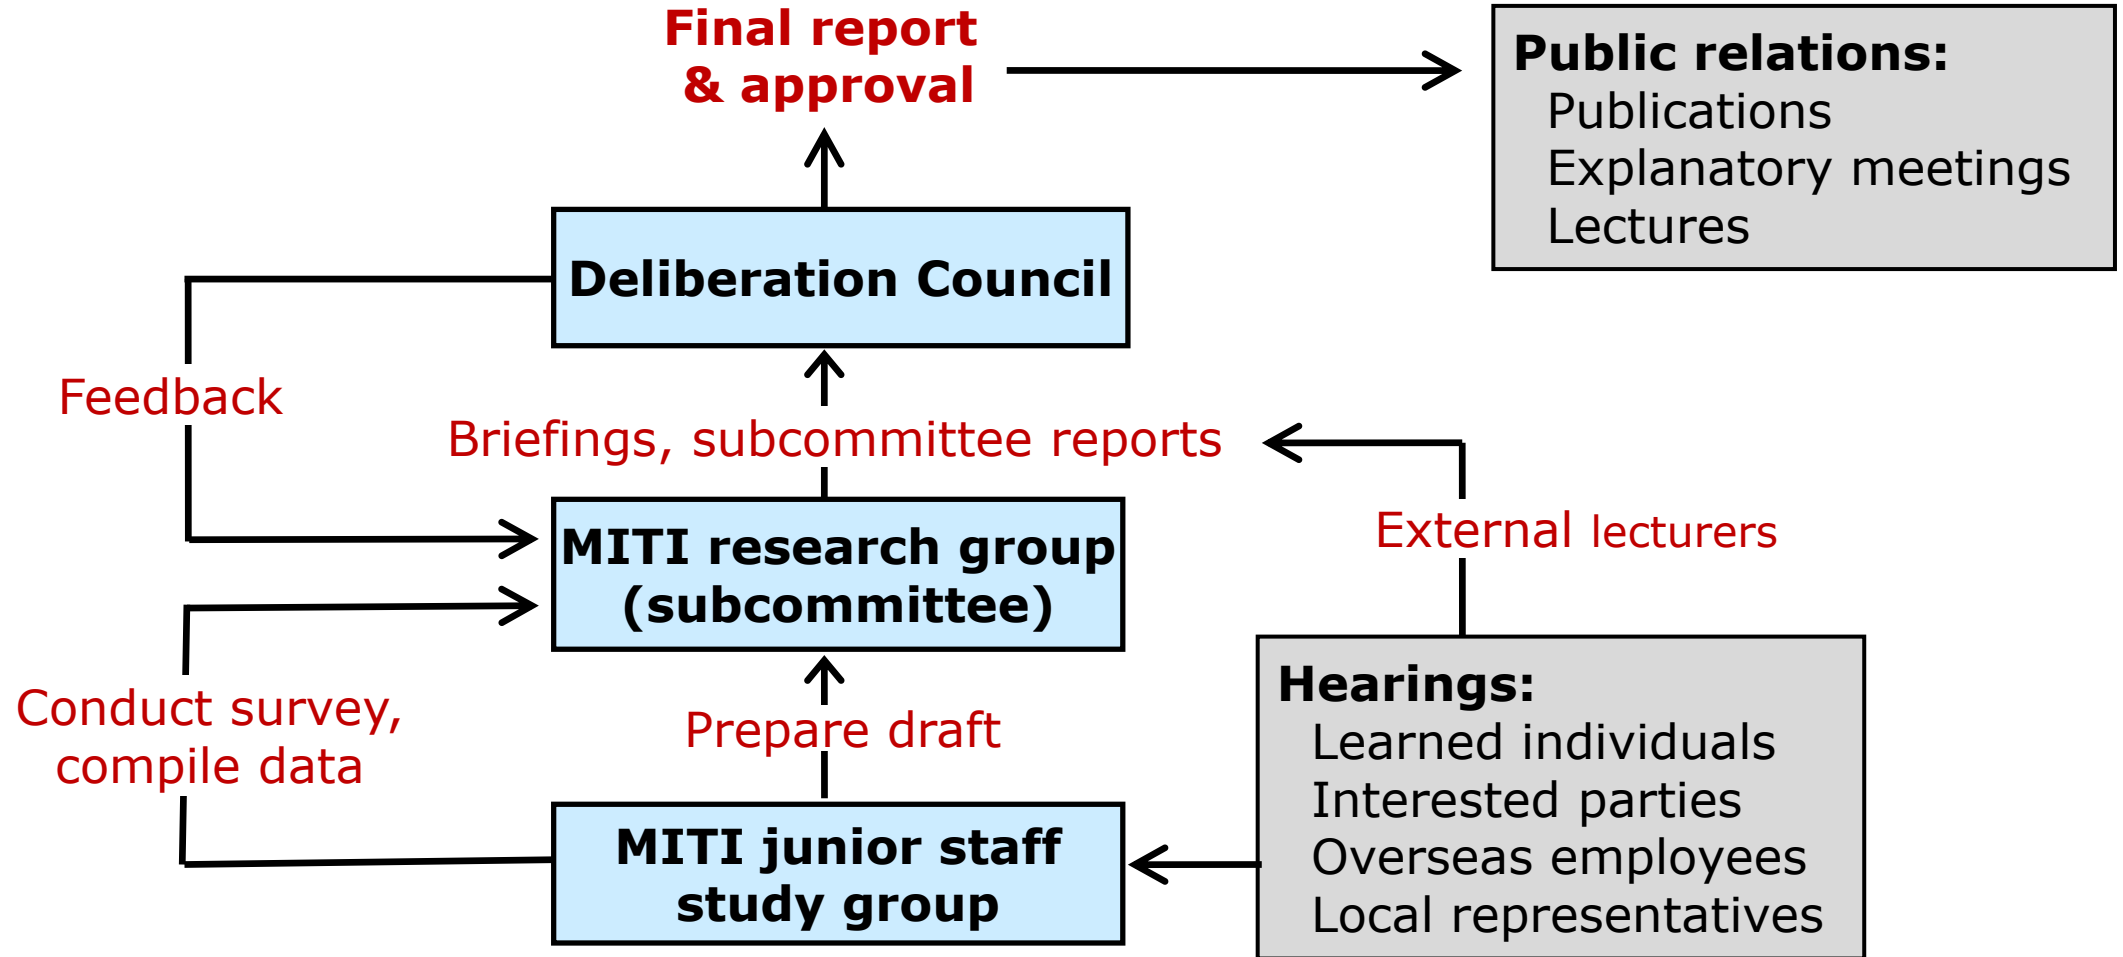 Final report
& approval
Public relations:
Publications
Explanatory meetings
Lectures
Deliberation Council
Feedback
Briefings, subcommittee reports
External lecturers
MITI research group
(subcommittee)
Conduct survey,
compile data
Prepare draft
Hearings:
Learned individuals
Interested parties
Overseas employees
Local representatives
MITI junior staff
study group